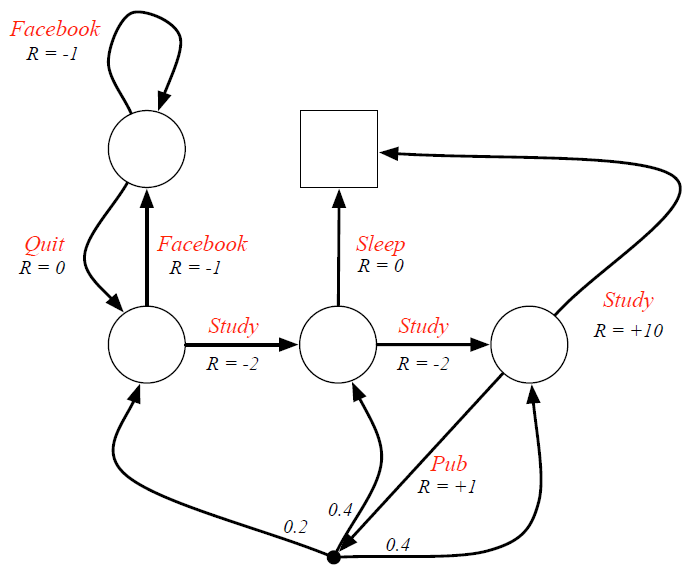 Facebook
R = -1
Quit
R = 0
Facebook
R = -1
Sleep
R = 0
Study
R = +10
Study
R = -2
Study
R = -2
Pub
R = +1
0.2
0.4
0.4